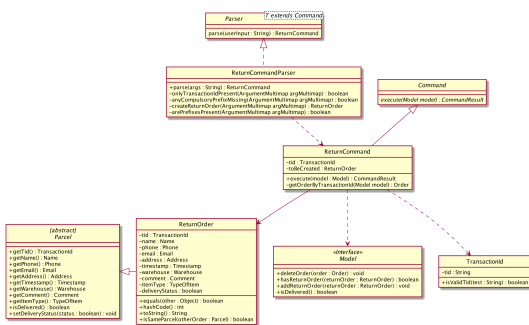 Parser
T extends Command
parse(userInput : String) : ReturnCommand
ReturnCommandParser
+parse(args : String) : ReturnCommand
-onlyTransactionIdPresent(ArgumentMultimap argMultimap) : boolean
-anyCompulsoryPrefixMissing(ArgumentMultimap argMultimap) : boolean
-createReturnOrder(ArgumentMultimap argMultimap) : ReturnOrder
-arePrefixesPresent(ArgumentMultimap argMultimap) : boolean
Command
execute(Model model) : CommandResult
ReturnCommand
-tid : TransactionId
-toBeCreated : ReturnOrder
+execute(model : Model) : CommandResult
-getOrderByTransactionId(Model model) : Order
{abstract}
Parcel
+getTid() : TransactionId
+getName() : Name
+getPhone() : Phone
+getEmail() : Email
+getAddress() : Address
+getTimestamp() : Timestamp
+getWarehouse() : Warehouse
+getComment() : Comment
+getItemType() : TypeOfItem
+isDelivered() : boolean
+setDeliveryStatus(status : boolean) : void
ReturnOrder
-tid : TransactionId
-name : Name
-phone : Phone
-email : Email
-address : Address
-timestamp : Timestamp
-warehouse : Warehouse
-comment : Comment
-itemType : TypeOfItem
-deliveryStatus : boolean
+equals(other : Object) : boolean
+hashCode() : int
+toString() : String
+isSameParcel(otherOrder : Parcel) : boolean
«Interface»
Model
+deleteOrder(order : Order) : void
+hasReturnOrder(returnOrder : ReturnOrder) : boolean
+addReturnOrder(returnOrder : ReturnOrder) : void
+isDelivered() : boolean
TransactionId
-tid : String
+isValidTid(test : String) : boolean